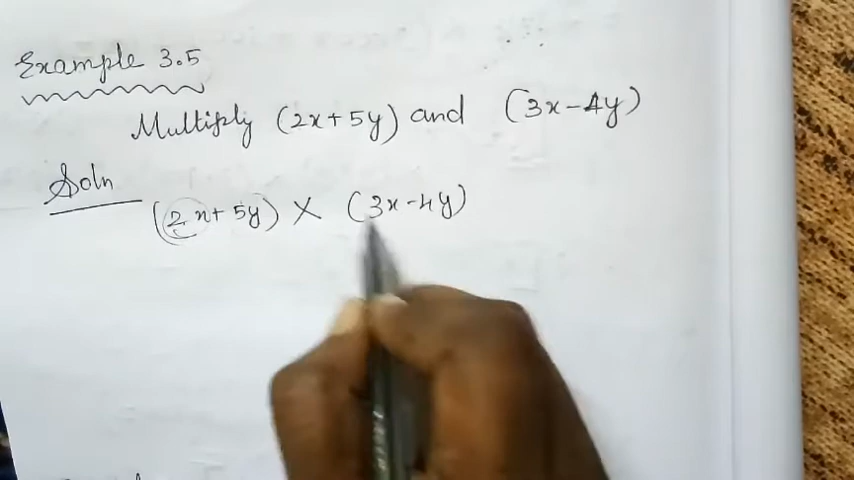 Example 3.5
Multiply (2x+5y) and (3x-4y)
Soln
(2x+5y) × (3x-4y)